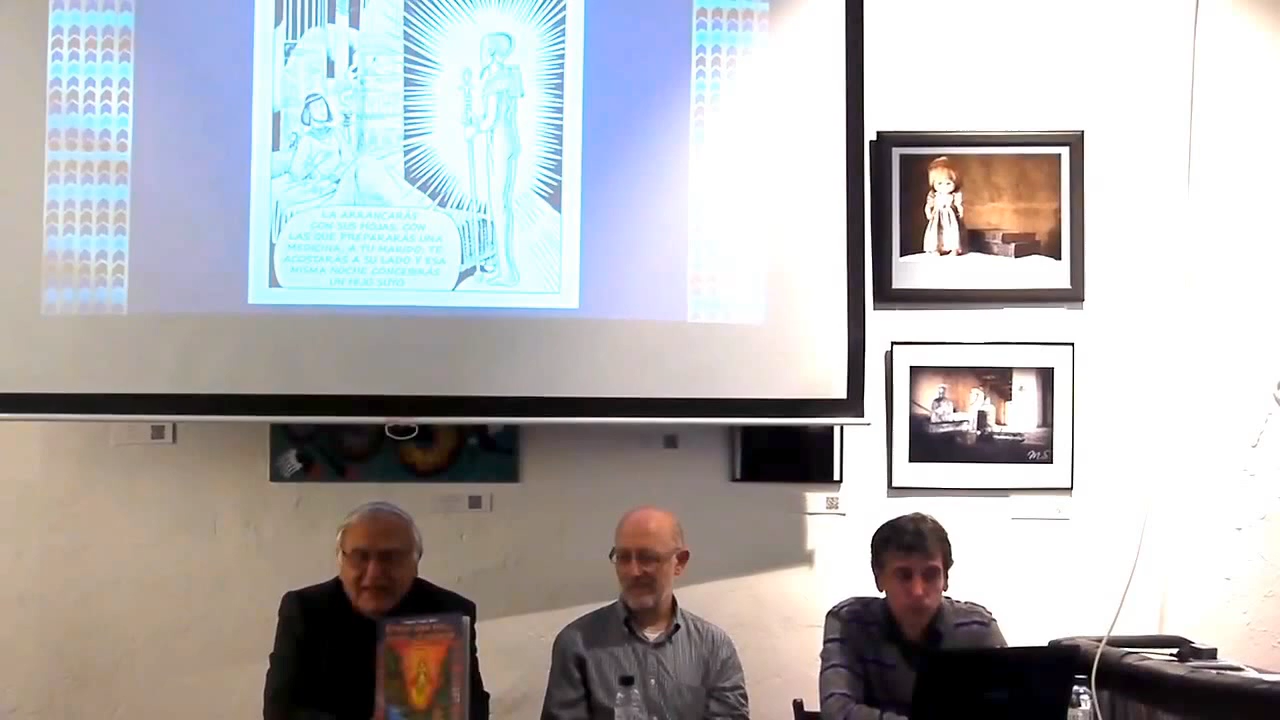 LA ARRANCARÁS
CON SUS HOJAS, CON
LAS QUE PREPARARÁS UNA
MEDICINA, A TU MARIDO; TE
ACOSTARÁS A SU LADO Y ESA
MISMA NOCHE CONCEBIRÁS
UN HIJO SUYO
M.S.